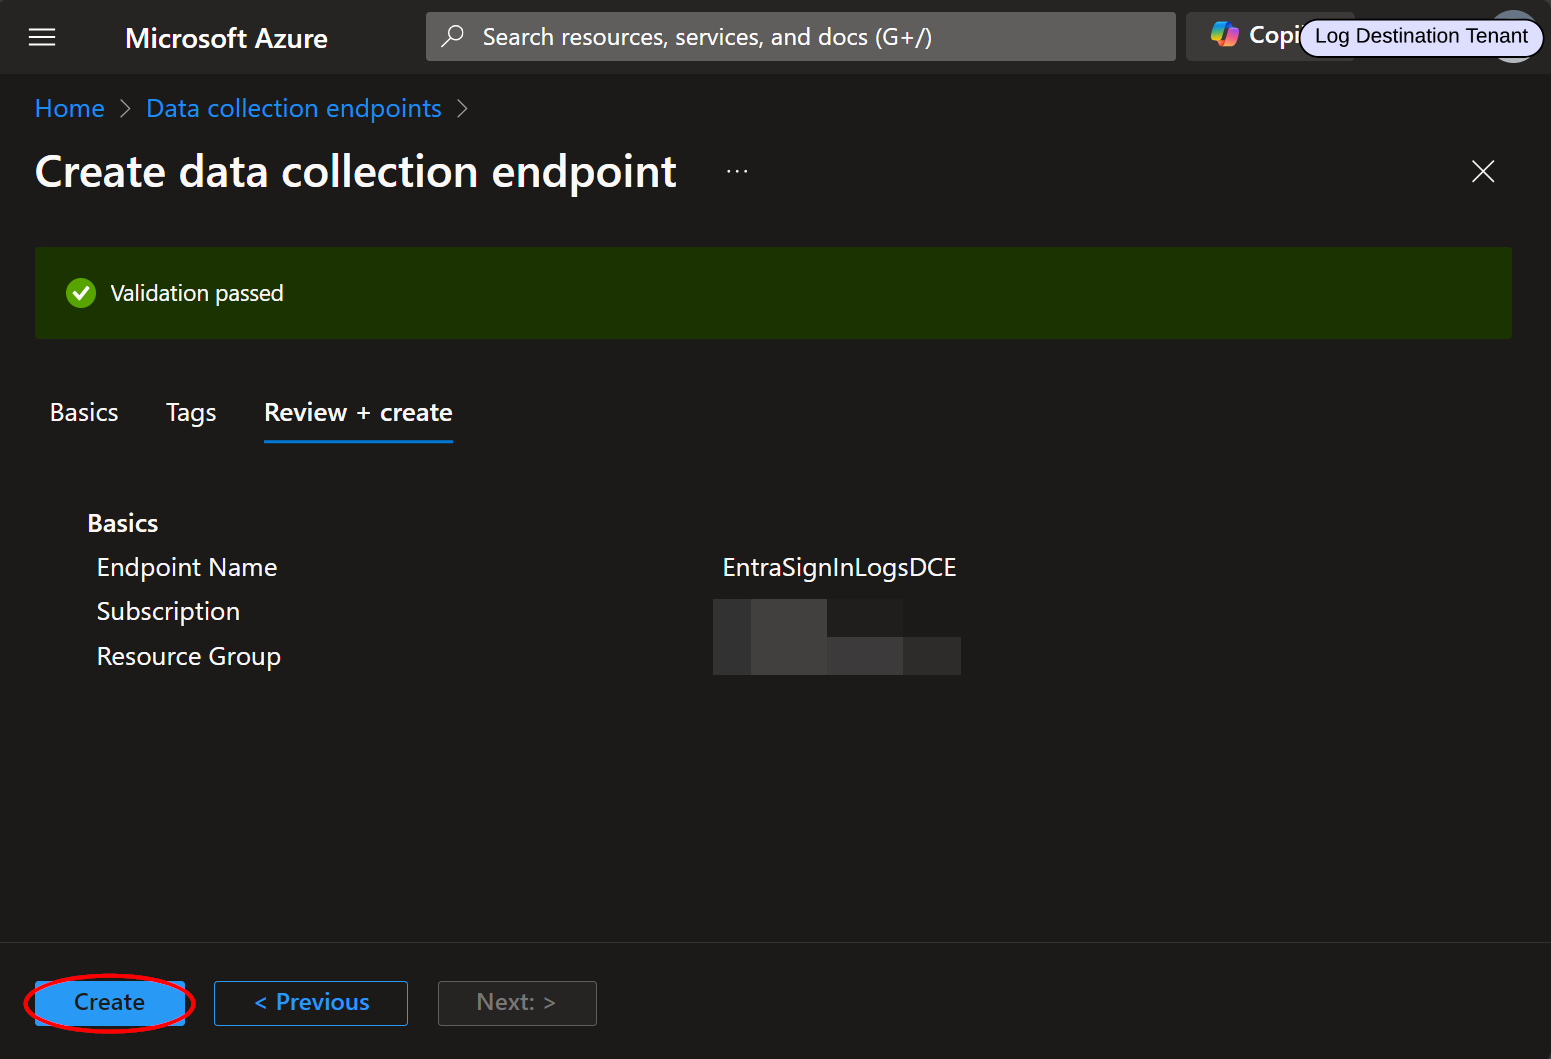 Microsoft Azure
Search resources, services, and docs (G+/)
Copi
Log Destination Tenant
Home > Data collection endpoints >
Create data collection endpoint ...
Validation passed
Basics Tags Review + create
Basics
Endpoint Name EntraSignInLogsDCE
Subscription
Resource Group
Create
< Previous
Next: >